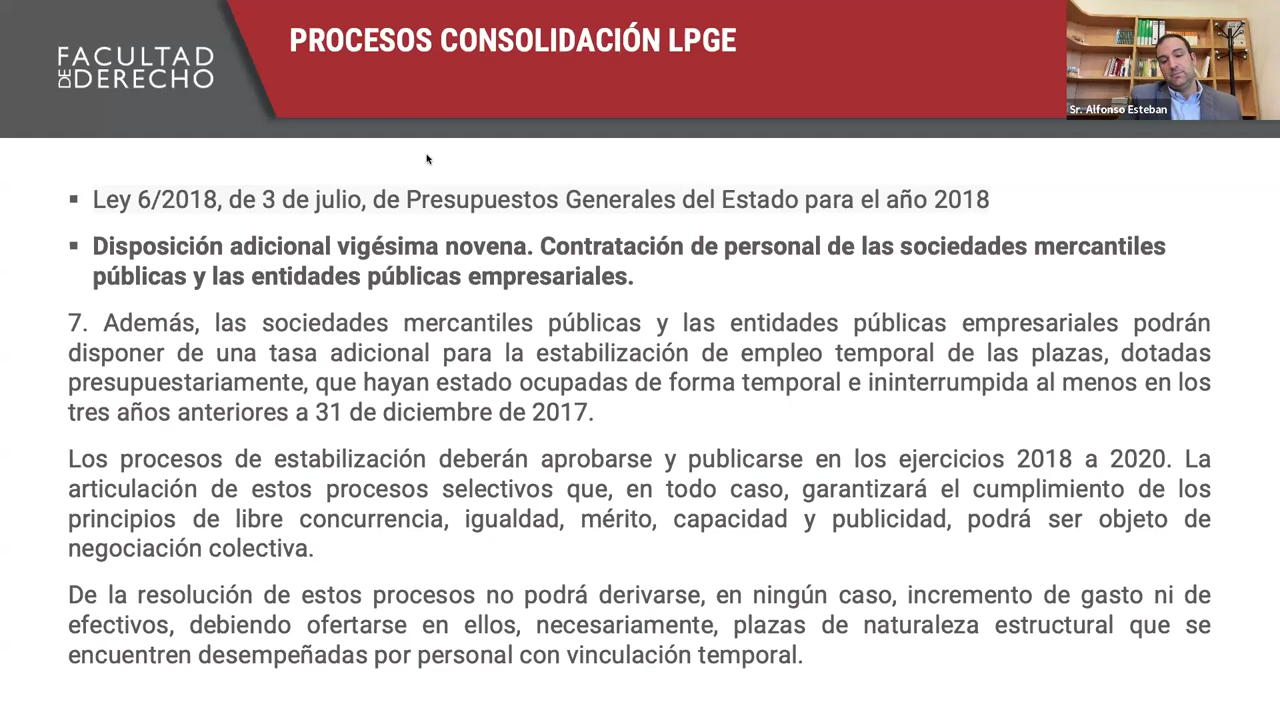 FACULTAD
DE DERECHO
PROCESOS CONSOLIDACIÓN LPGE
Sr. Alfonso Esteban
▪ Ley 6/2018, de 3 de julio, de Presupuestos Generales del Estado para el año 2018
▪ Disposición adicional vigésima novena. Contratación de personal de las sociedades mercantiles
públicas y las entidades públicas empresariales.
7. Además, las sociedades mercantiles públicas y las entidades públicas empresariales podrán
disponer de una tasa adicional para la estabilización de empleo temporal de las plazas, dotadas
presupuestariamente, que hayan estado ocupadas de forma temporal e ininterrumpida al menos en los
tres años anteriores a 31 de diciembre de 2017.
Los procesos de estabilización deberán aprobarse y publicarse en los ejercicios 2018 a 2020. La
articulación de estos procesos selectivos que, en todo caso, garantizará el cumplimiento de los
principios de libre concurrencia, igualdad, mérito, capacidad y publicidad, podrá ser objeto de
negociación colectiva.
De la resolución de estos procesos no podrá derivarse, en ningún caso, incremento de gasto ni de
efectivos, debiendo ofertarse en ellos, necesariamente, plazas de naturaleza estructural que se
encuentren desempeñadas por personal con vinculación temporal.